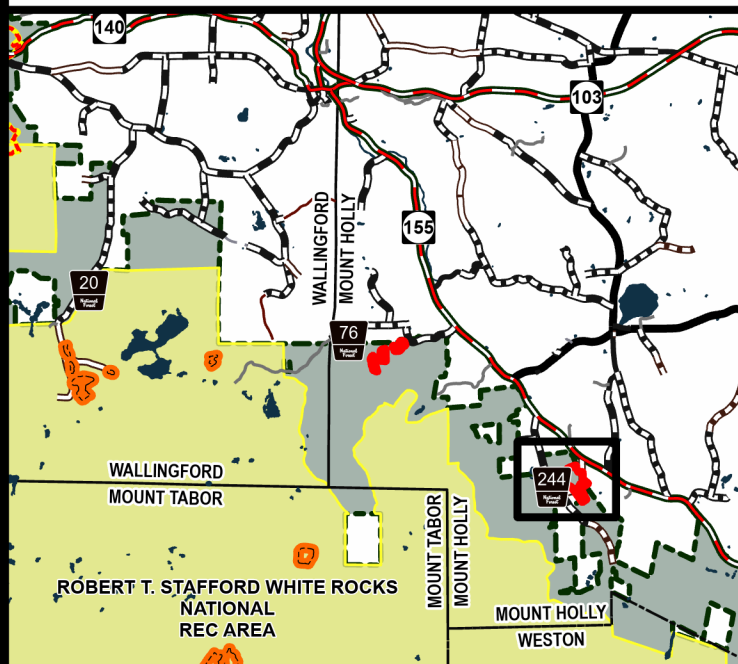 140
103
WALLINGFORD
MOUNT HOLLY
155
20
National
Forest
76
National
Forest
WALLINGFORD
MOUNT TABOR
244
National
Forest
MOUNT TABOR
MOUNT HOLLY
ROBERT T. STAFFORD WHITE ROCKS
NATIONAL
REC AREA
MOUNT HOLLY
WESTON